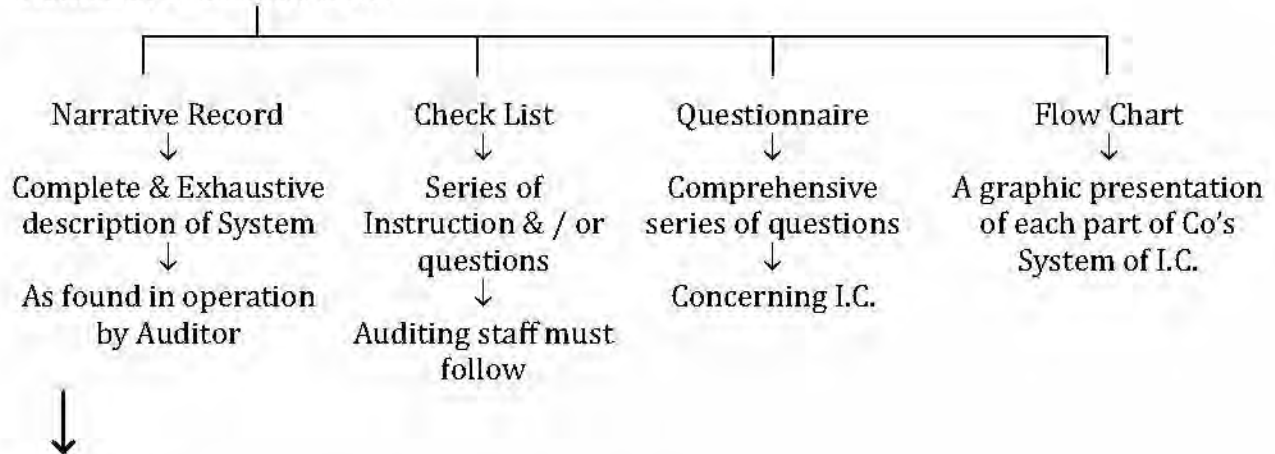 Narrative Record
↓
Complete & Exhaustive
description of System
↓
As found in operation
by Auditor
Check List
↓
Series of
Instruction & / or
questions
↓
Auditing staff must
follow
Questionnaire
↓
Comprehensive
series of questions
↓
Concerning I.C.
Flow Chart
↓
A graphic presentation
of each part of Co's
System of I.C.
↓